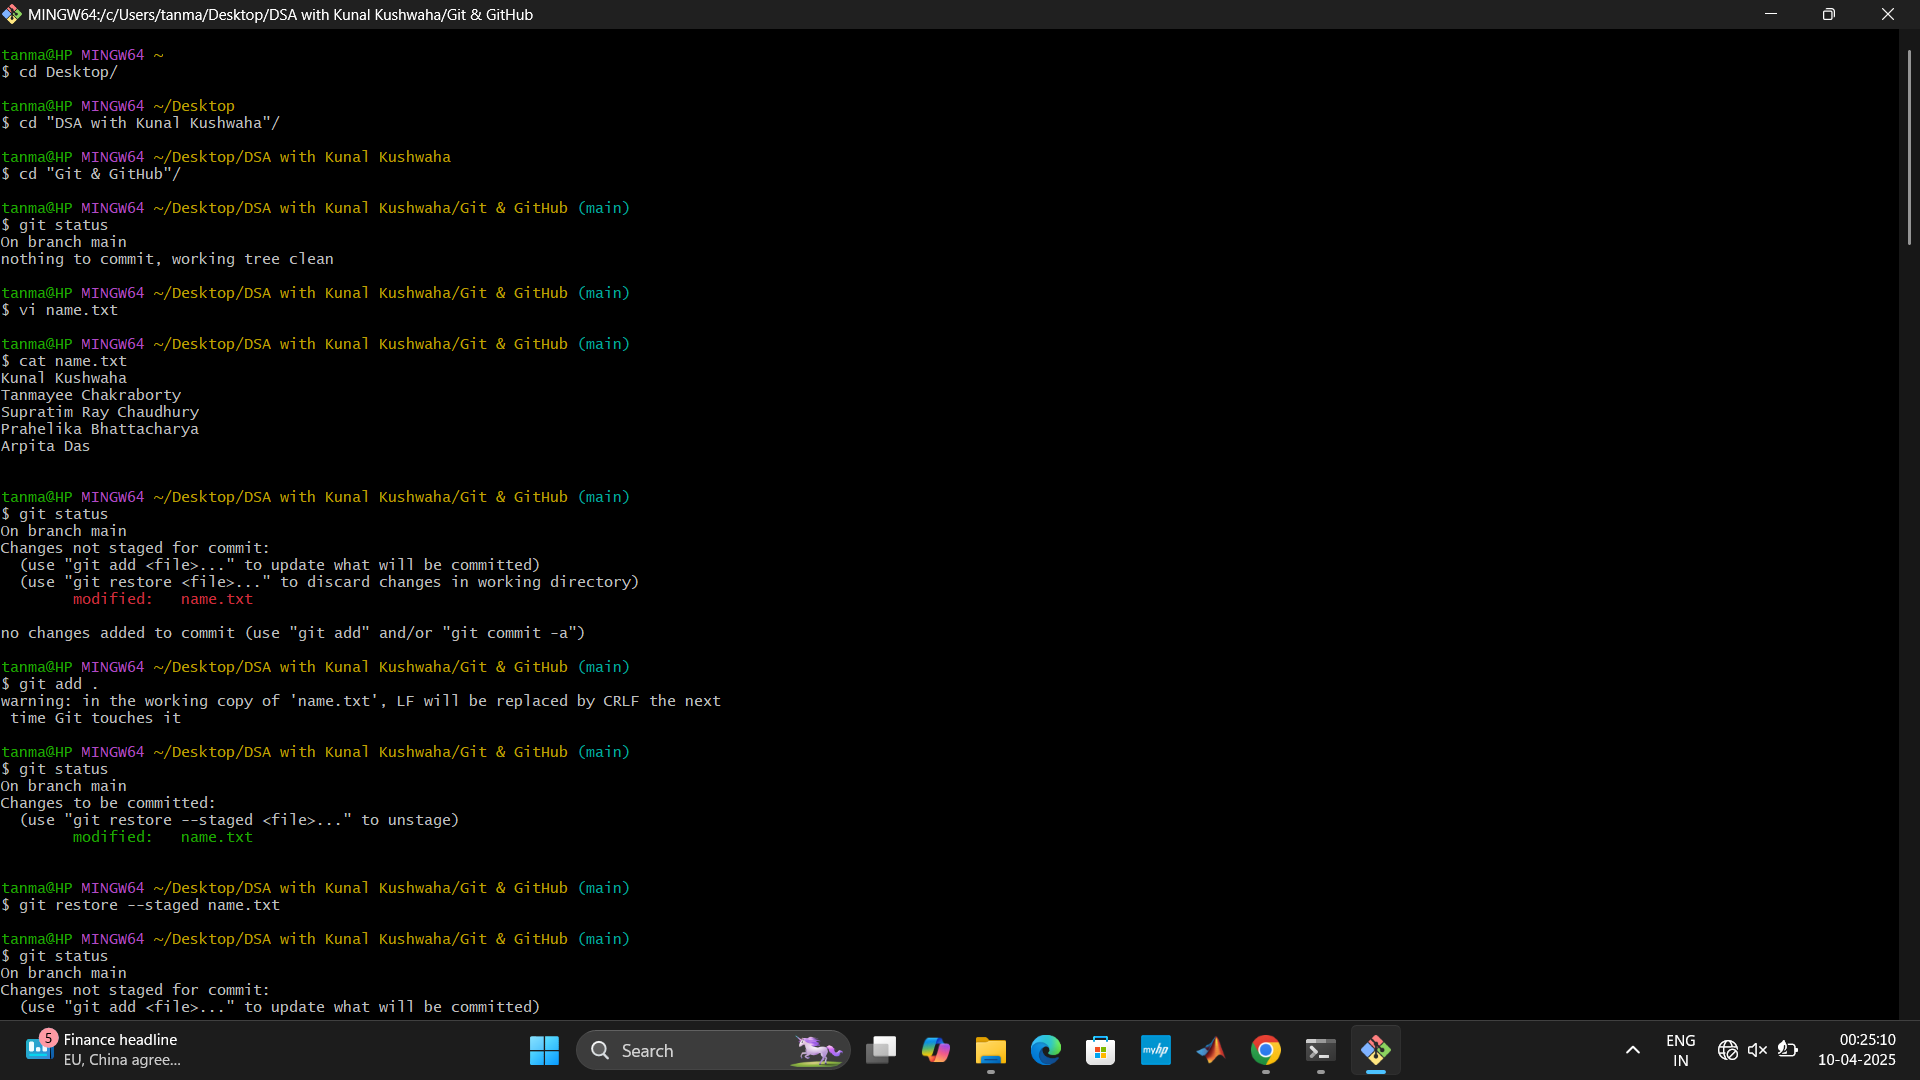 MINGW64:/c/Users/tanma/Desktop/DSA with Kunal Kushwaha/Git & GitHub
tanma@HP MINGW64 ~
$ cd Desktop/
tanma@HP MINGW64 ~/Desktop
$ cd "DSA with Kunal Kushwaha"/
tanma@HP MINGW64 ~/Desktop/DSA with Kunal Kushwaha
$ cd "Git & GitHub"/
tanma@HP MINGW64 ~/Desktop/DSA with Kunal Kushwaha/Git & GitHub (main)
$ git status
On branch main
nothing to commit, working tree clean
tanma@HP MINGW64 ~/Desktop/DSA with Kunal Kushwaha/Git & GitHub (main)
$ vi name.txt
tanma@HP MINGW64 ~/Desktop/DSA with Kunal Kushwaha/Git & GitHub (main)
$ cat name.txt
Kunal Kushwaha
Tanmayee Chakraborty
Supratim Ray Chaudhury
Prahelika Bhattacharya
Arpita Das
tanma@HP MINGW64 ~/Desktop/DSA with Kunal Kushwaha/Git & GitHub (main)
$ git status
On branch main
Changes not staged for commit:
  (use "git add <file>..." to update what will be committed)
  (use "git restore <file>..." to discard changes in working directory)
        modified:   name.txt
no changes added to commit (use "git add" and/or "git commit -a")
tanma@HP MINGW64 ~/Desktop/DSA with Kunal Kushwaha/Git & GitHub (main)
$ git add .
warning: in the working copy of 'name.txt', LF will be replaced by CRLF the next
 time Git touches it
tanma@HP MINGW64 ~/Desktop/DSA with Kunal Kushwaha/Git & GitHub (main)
$ git status
On branch main
Changes to be committed:
  (use "git restore --staged <file>..." to unstage)
        modified:   name.txt
tanma@HP MINGW64 ~/Desktop/DSA with Kunal Kushwaha/Git & GitHub (main)
$ git restore --staged name.txt
tanma@HP MINGW64 ~/Desktop/DSA with Kunal Kushwaha/Git & GitHub (main)
$ git status
On branch main
Changes not staged for commit:
  (use "git add <file>..." to update what will be committed)
5
Finance headline
EU, China agree...
Search
myhp
ENG
IN
00:25:10
10-04-2025